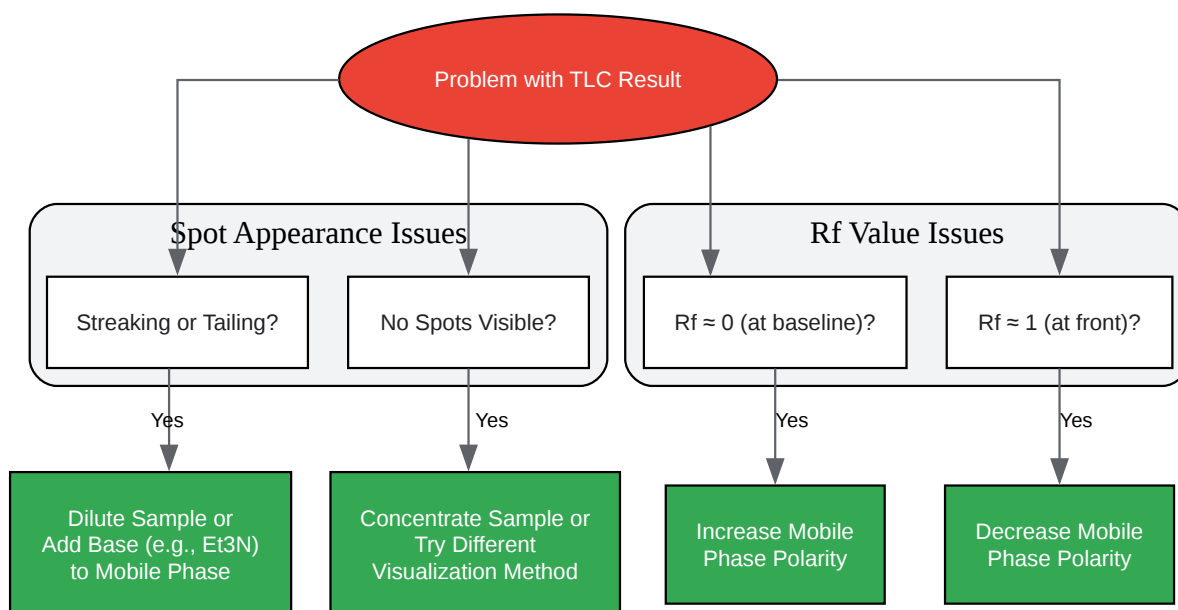 Problem with TLC Result
Spot Appearance Issues
Rf Value Issues
Streaking or Tailing?
No Spots Visible?
Rf ≈ 0 (at baseline)?
Rf ≈ 1 (at front)?
Yes
Yes
Yes
Yes
Dilute Sample or
Add Base (e.g., Et3N)
to Mobile Phase
Concentrate Sample or
Try Different
Visualization Method
Increase Mobile
Phase Polarity
Decrease Mobile
Phase Polarity